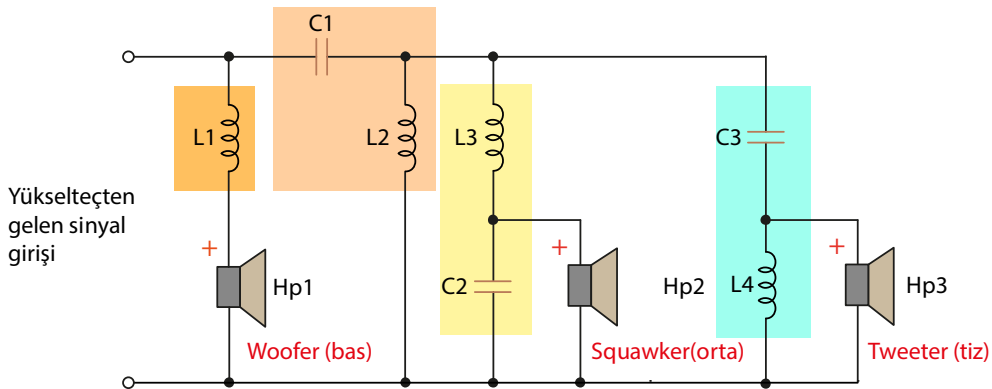 C1
L1
L2
L3
C3
Yükselteçten
gelen sinyal
girişi
+
+
+
Hp1
C2
Hp2
L4
Hp3
Woofer (bas)
Squawker(orta)
Tweeter (tiz)